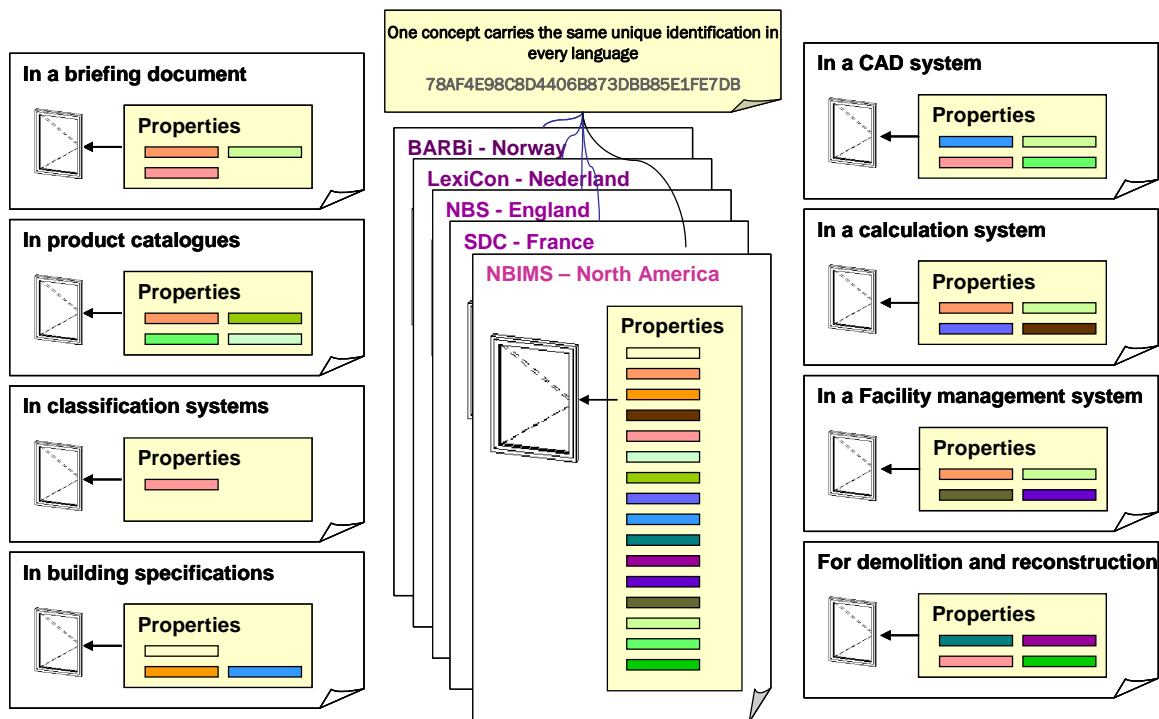 In a briefing document
Properties
In product catalogues
Properties
In classification systems
Properties
In building specifications
Properties
One concept carries the same unique identification in
every language
78AF4E98C8D4406B873DBB85E1FE7DB
BARBi - Norway
LexiCon - Nederland
NBS - England
SDC - France
NBIMS – North America
Properties
In a CAD system
Properties
In a calculation system
Properties
In a Facility management system
Properties
For demolition and reconstruction
Properties